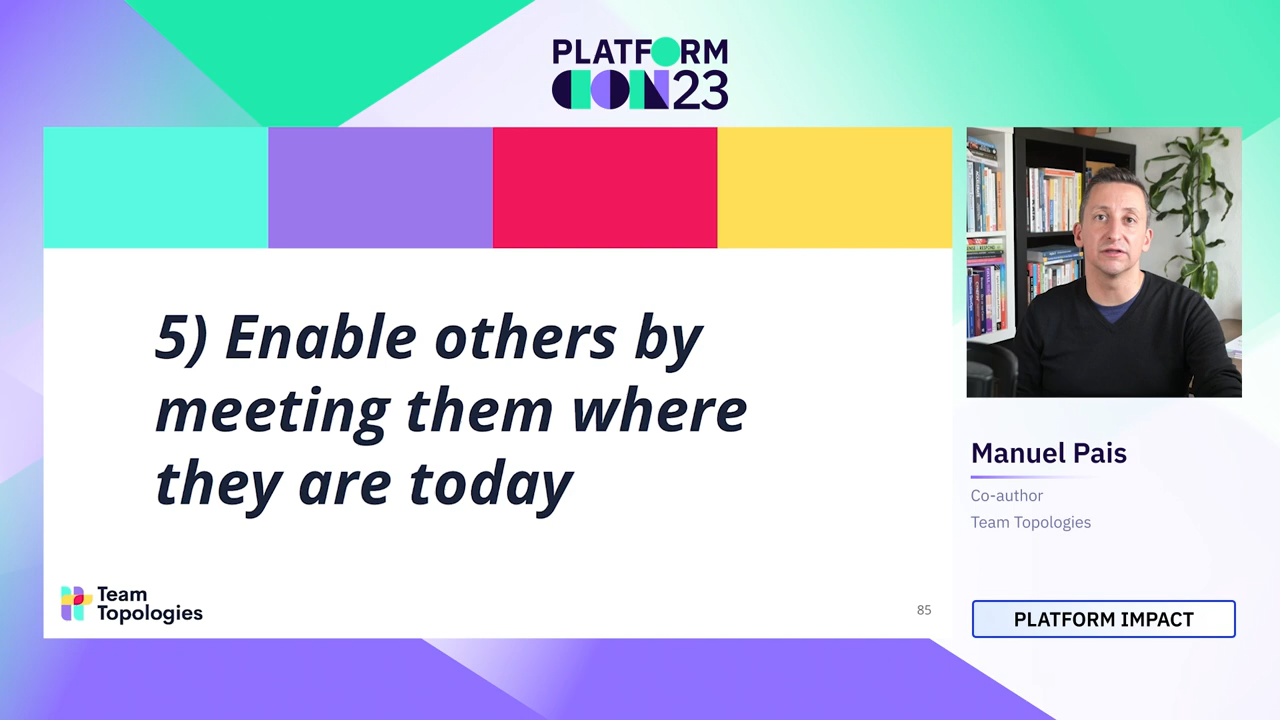 PLATFORM
CON23
5) Enable others by
meeting them where
they are today
Team
Topologies
85
Manuel Pais
Co-author
Team Topologies
PLATFORM IMPACT